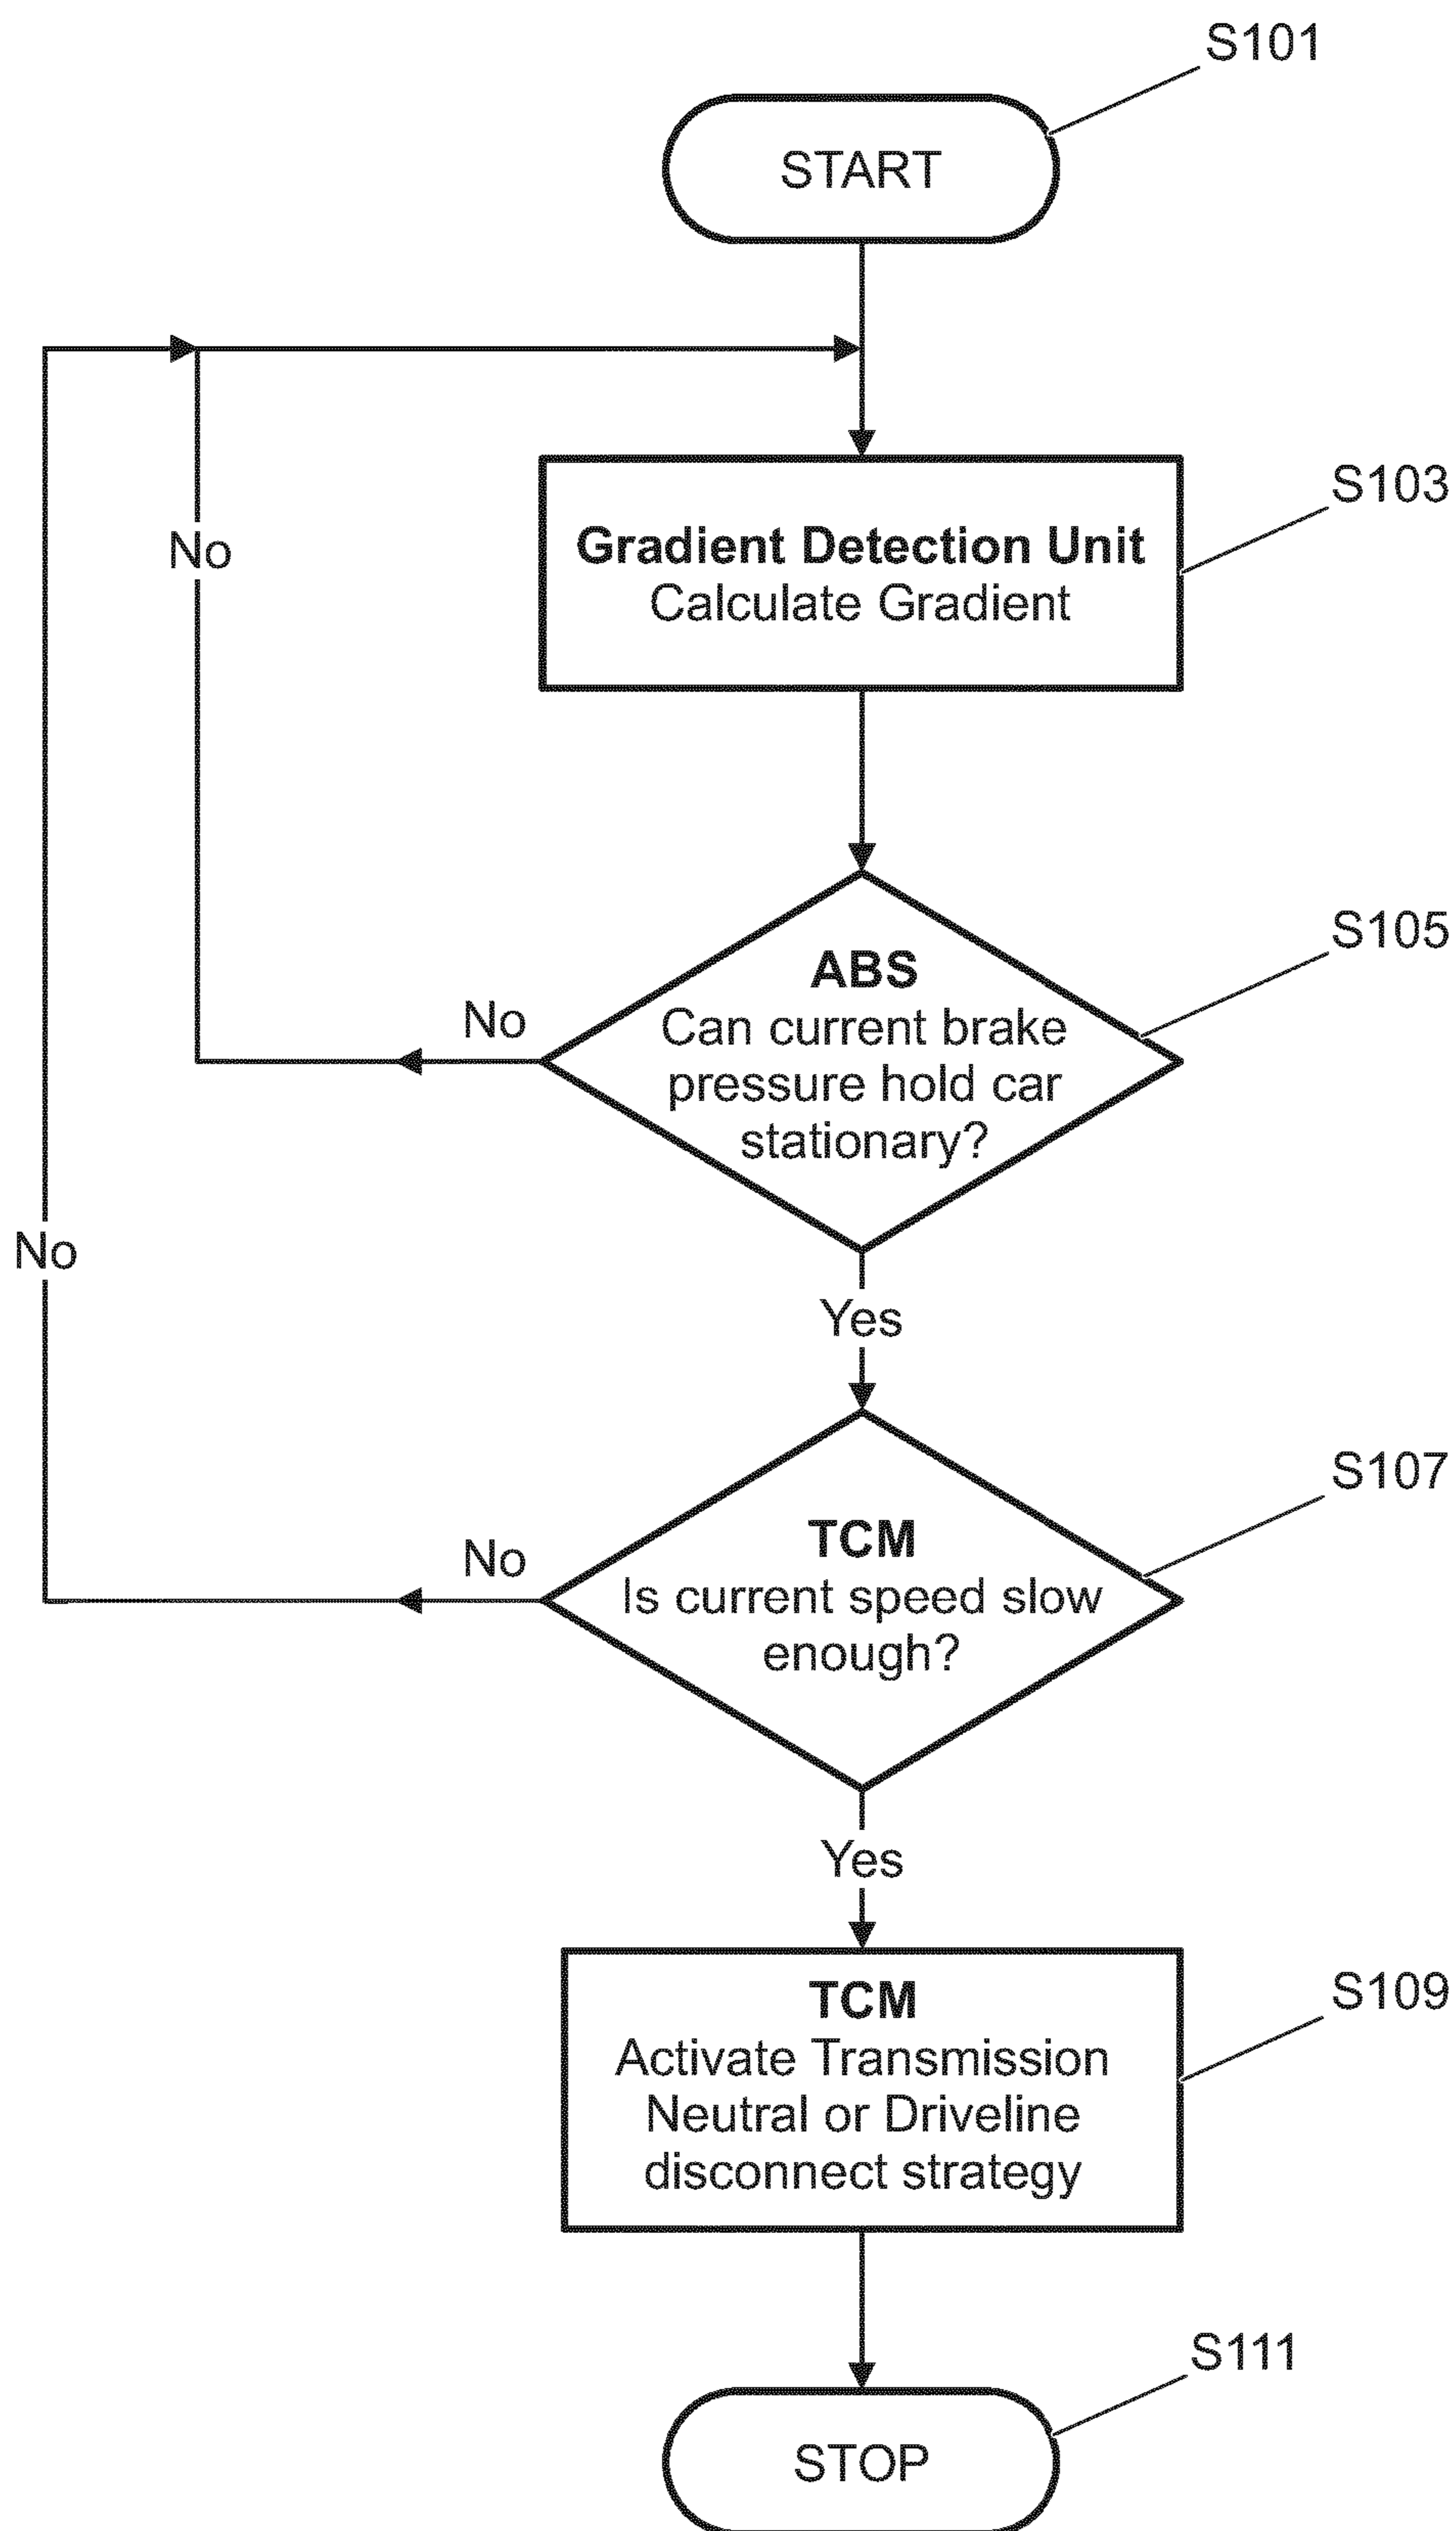 S101
START
S103
Gradient Detection Unit
Calculate Gradient
No
S105
ABS
Can current brake
pressure hold car
stationary?
No
No
Yes
S107
TCM
Is current speed slow
enough?
No
Yes
S109
TCM
Activate Transmission
Neutral or Driveline
disconnect strategy
S111
STOP